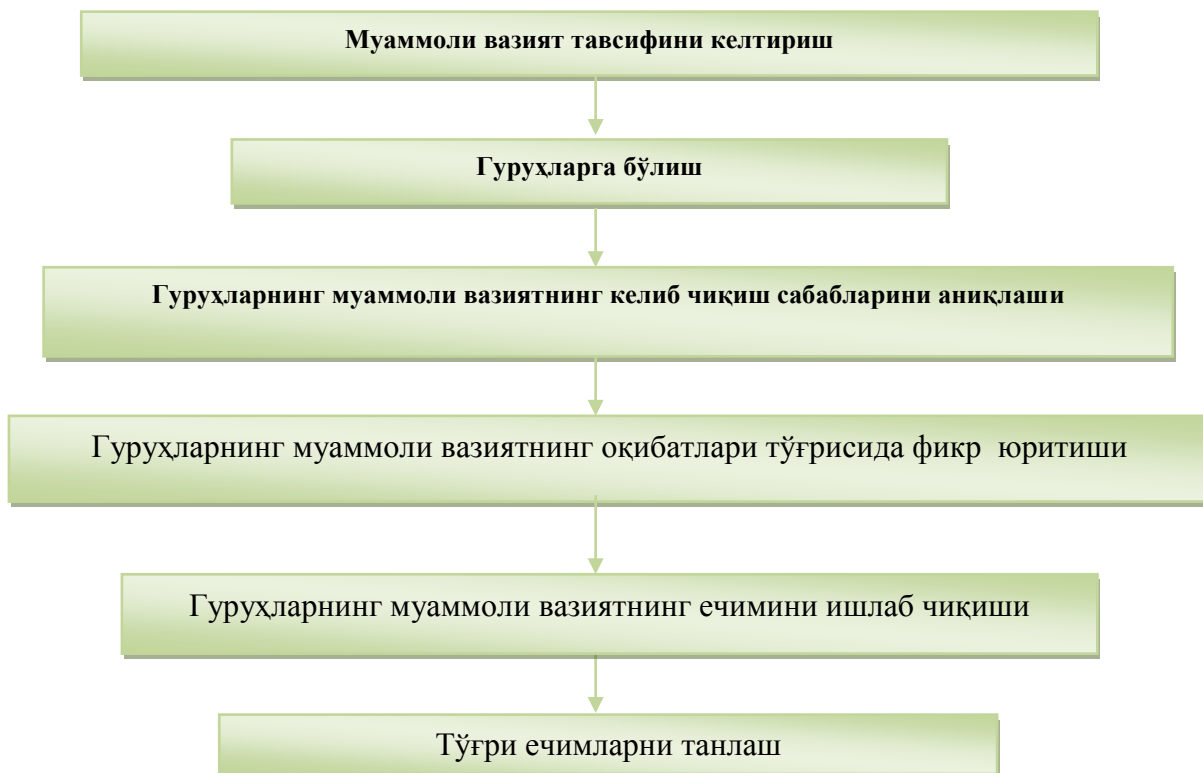 Муаммоли вазият тавсифини келтириш
Гуруҳларга бўлиш
Гуруҳларнинг муаммоли вазиятнинг келиб чиқиш сабабларини аниқлаши
Гуруҳларнинг муаммоли вазиятнинг оқибатлари тўғрисида фикр юритиши
Гуруҳларнинг муаммоли вазиятнинг ечимини ишлаб чиқиши
Тўғри ечимларни танлаш